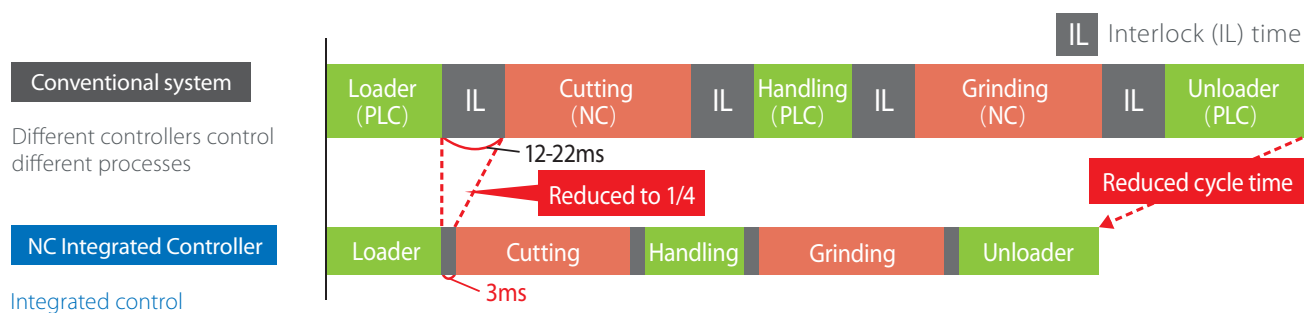 IL Interlock (IL) time
Conventional system
Different controllers control
different processes
Loader
(PLC)
IL
Cutting
(NC)
IL
Handling
(PLC)
IL
Grinding
(NC)
IL
Unloader
(PLC)
12-22ms
Reduced to 1/4
Reduced cycle time
NC Integrated Controller
Integrated control
Loader
Cutting
Handling
Grinding
Unloader
3ms